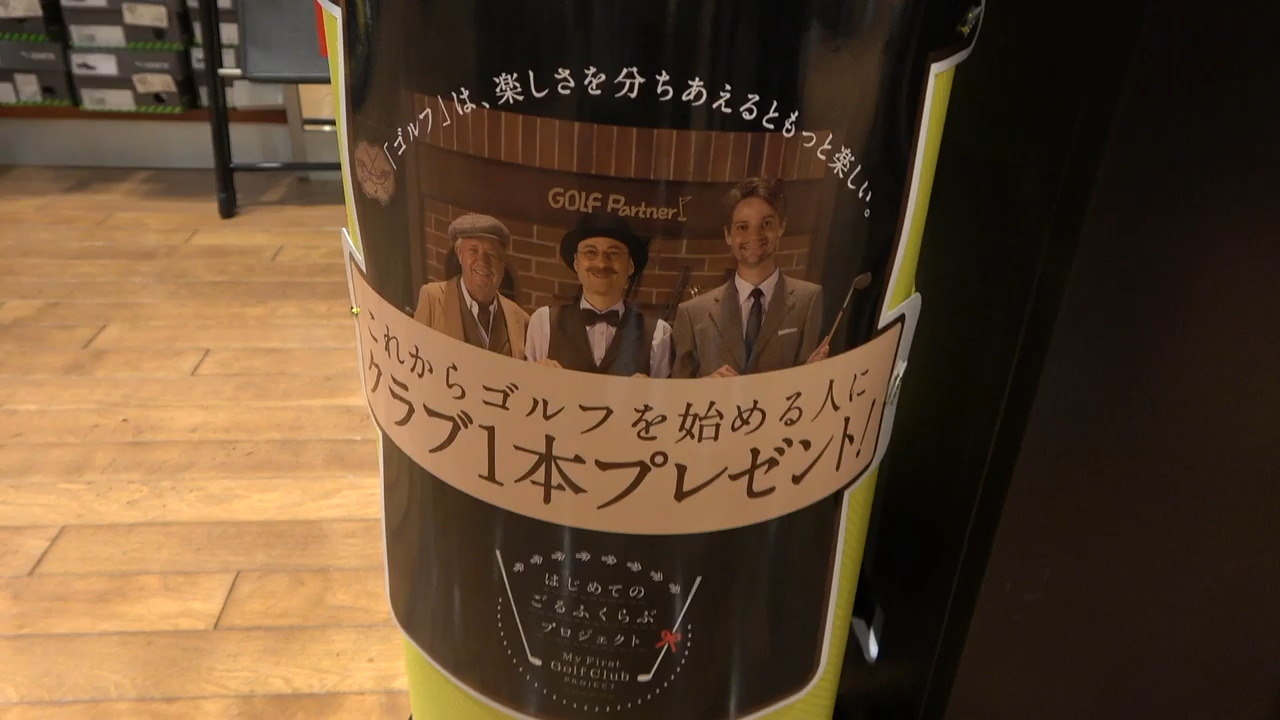 「ゴルフ」は、楽しさを分ちあえるともっと楽しい。
GOLF Partner
これからゴルフを始める人に
クラブ1本プレゼント!
はじめての
ごるふくらぶ
プロジェクト
My First
Golf Club
PROJECT